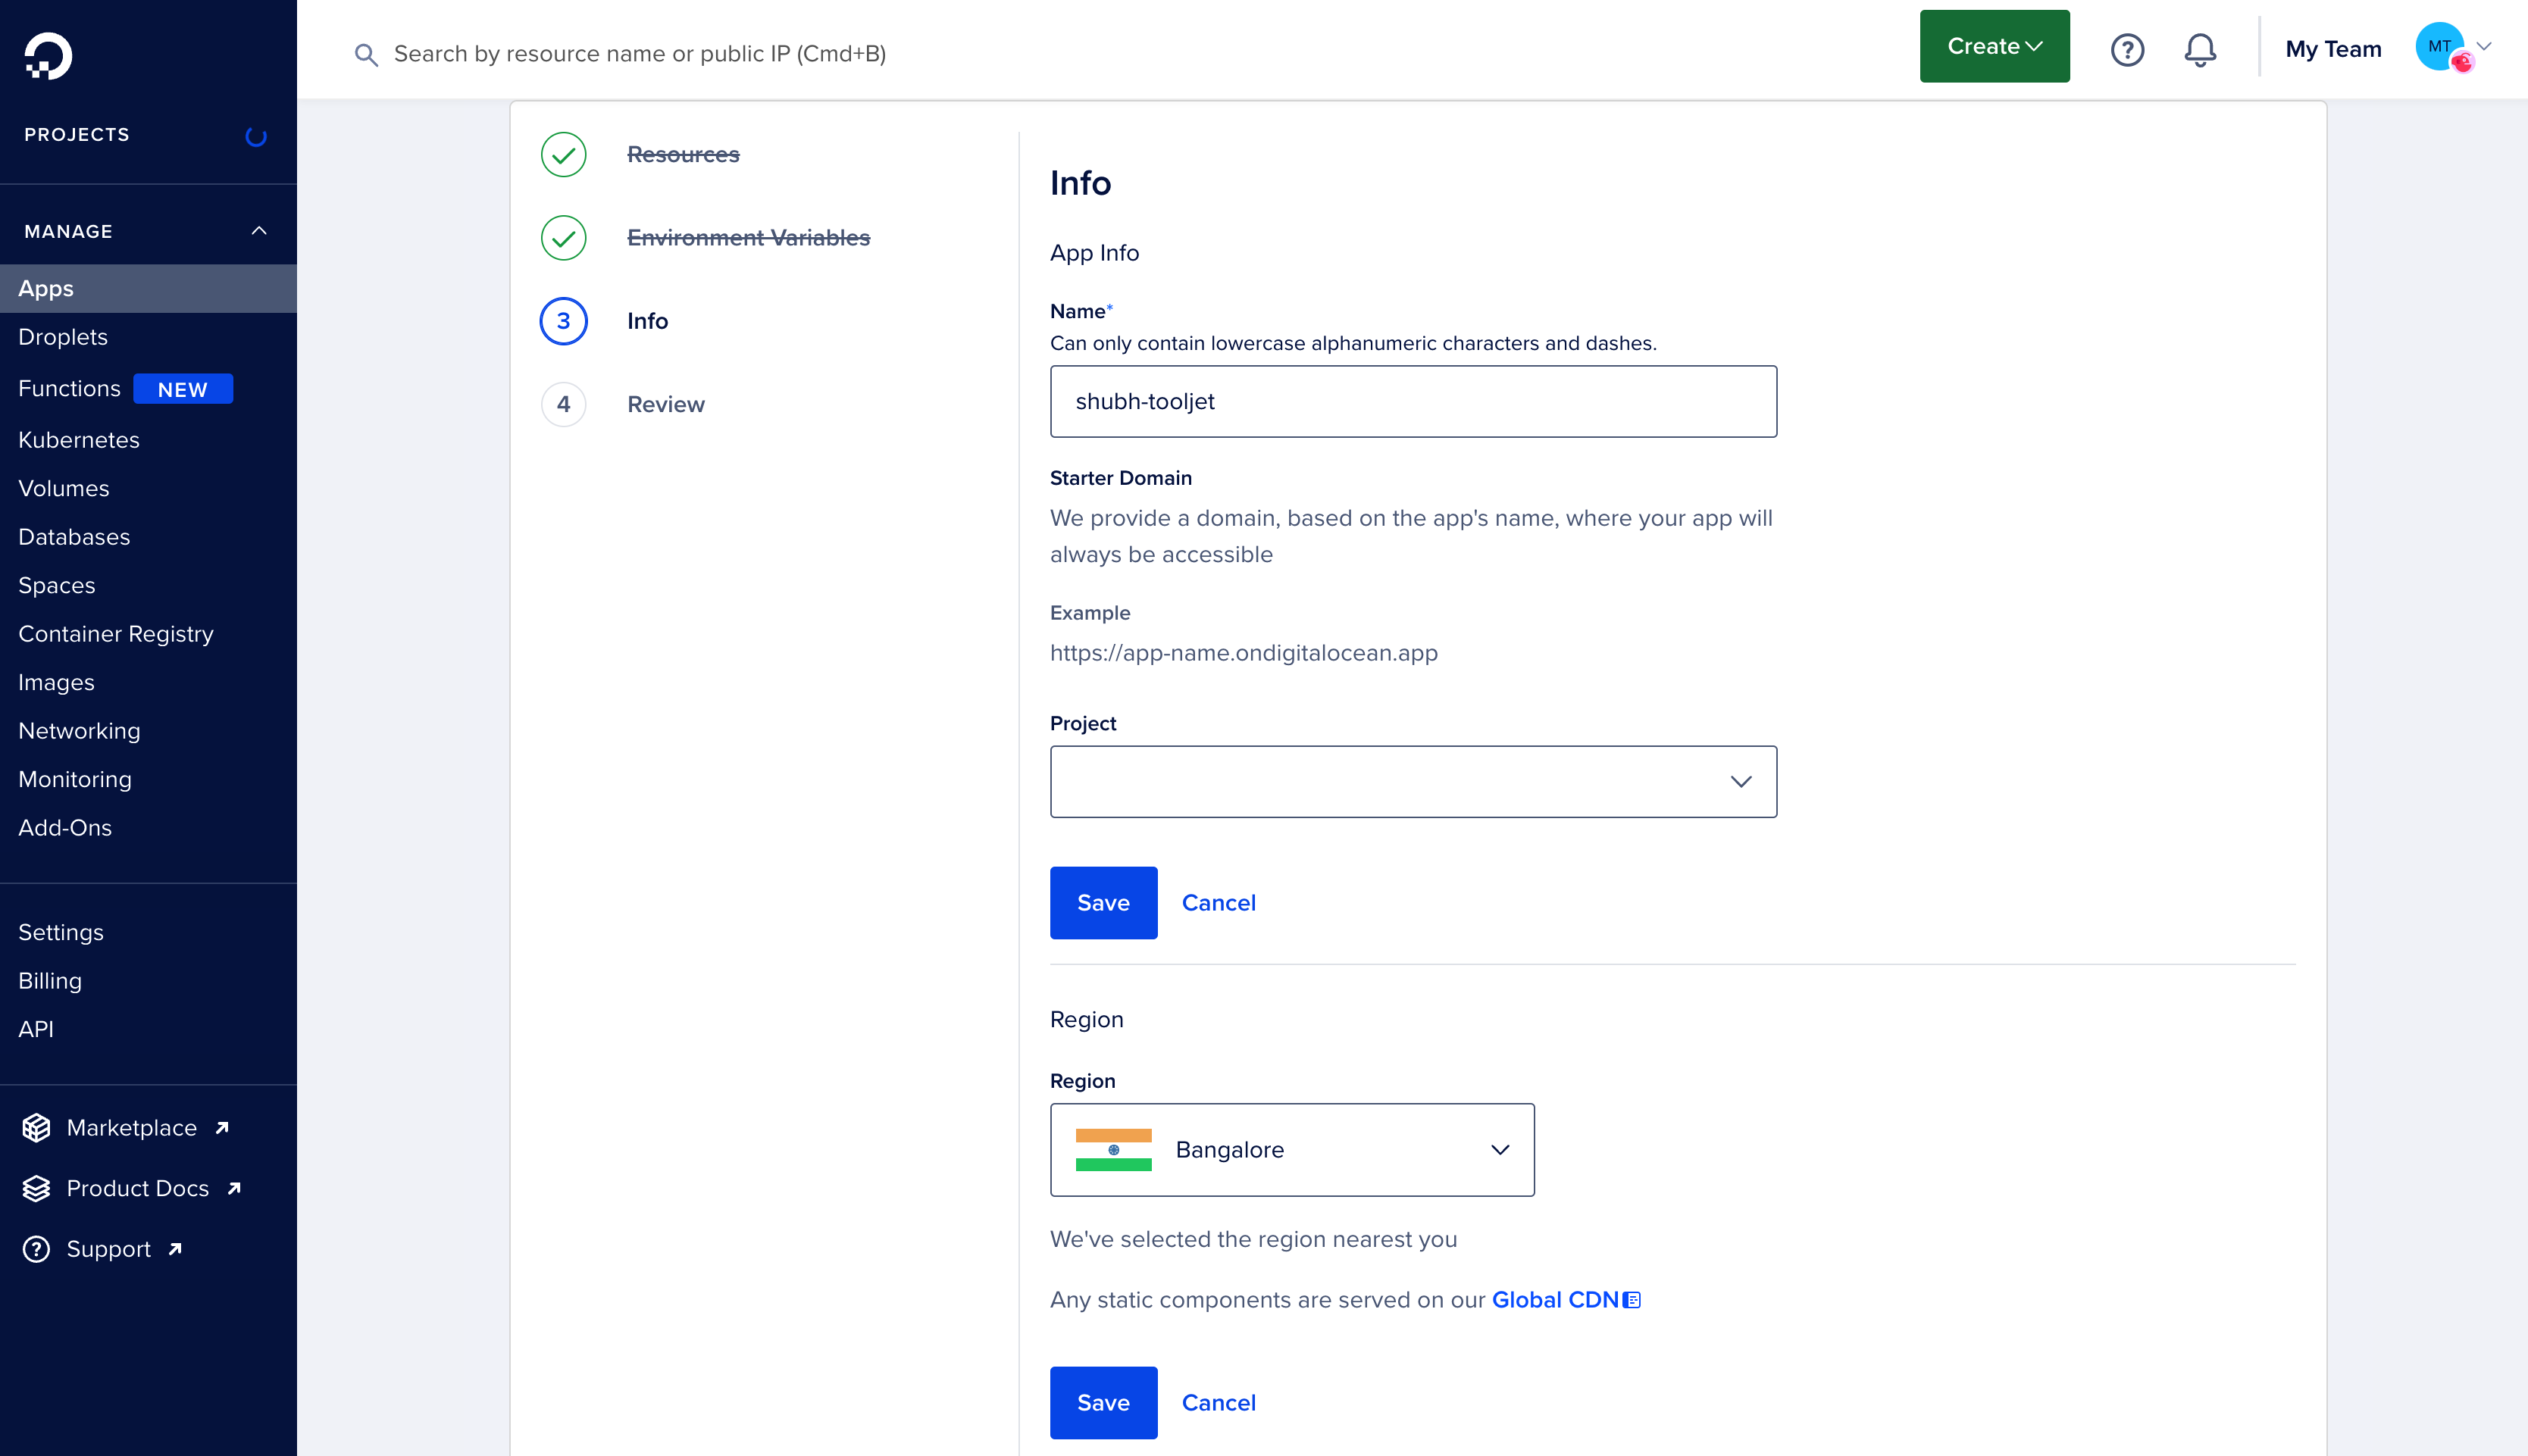 Search by resource name or public IP (Cmd+B)
Create
My Team
MT
PROJECTS
MANAGE
Apps
Droplets
Functions NEW
Kubernetes
Volumes
Databases
Spaces
Container Registry
Images
Networking
Monitoring
Add-Ons
Settings
Billing
API
Marketplace
Product Docs
Support
Resources
Environment Variables
3 Info
4 Review
Info
App Info
Name*
Can only contain lowercase alphanumeric characters and dashes.
shubh-tooljet
Starter Domain
We provide a domain, based on the app's name, where your app will
always be accessible
Example
https://app-name.ondigitalocean.app
Project
Save Cancel
Region
Region
Bangalore
We've selected the region nearest you
Any static components are served on our Global CDN
Save Cancel